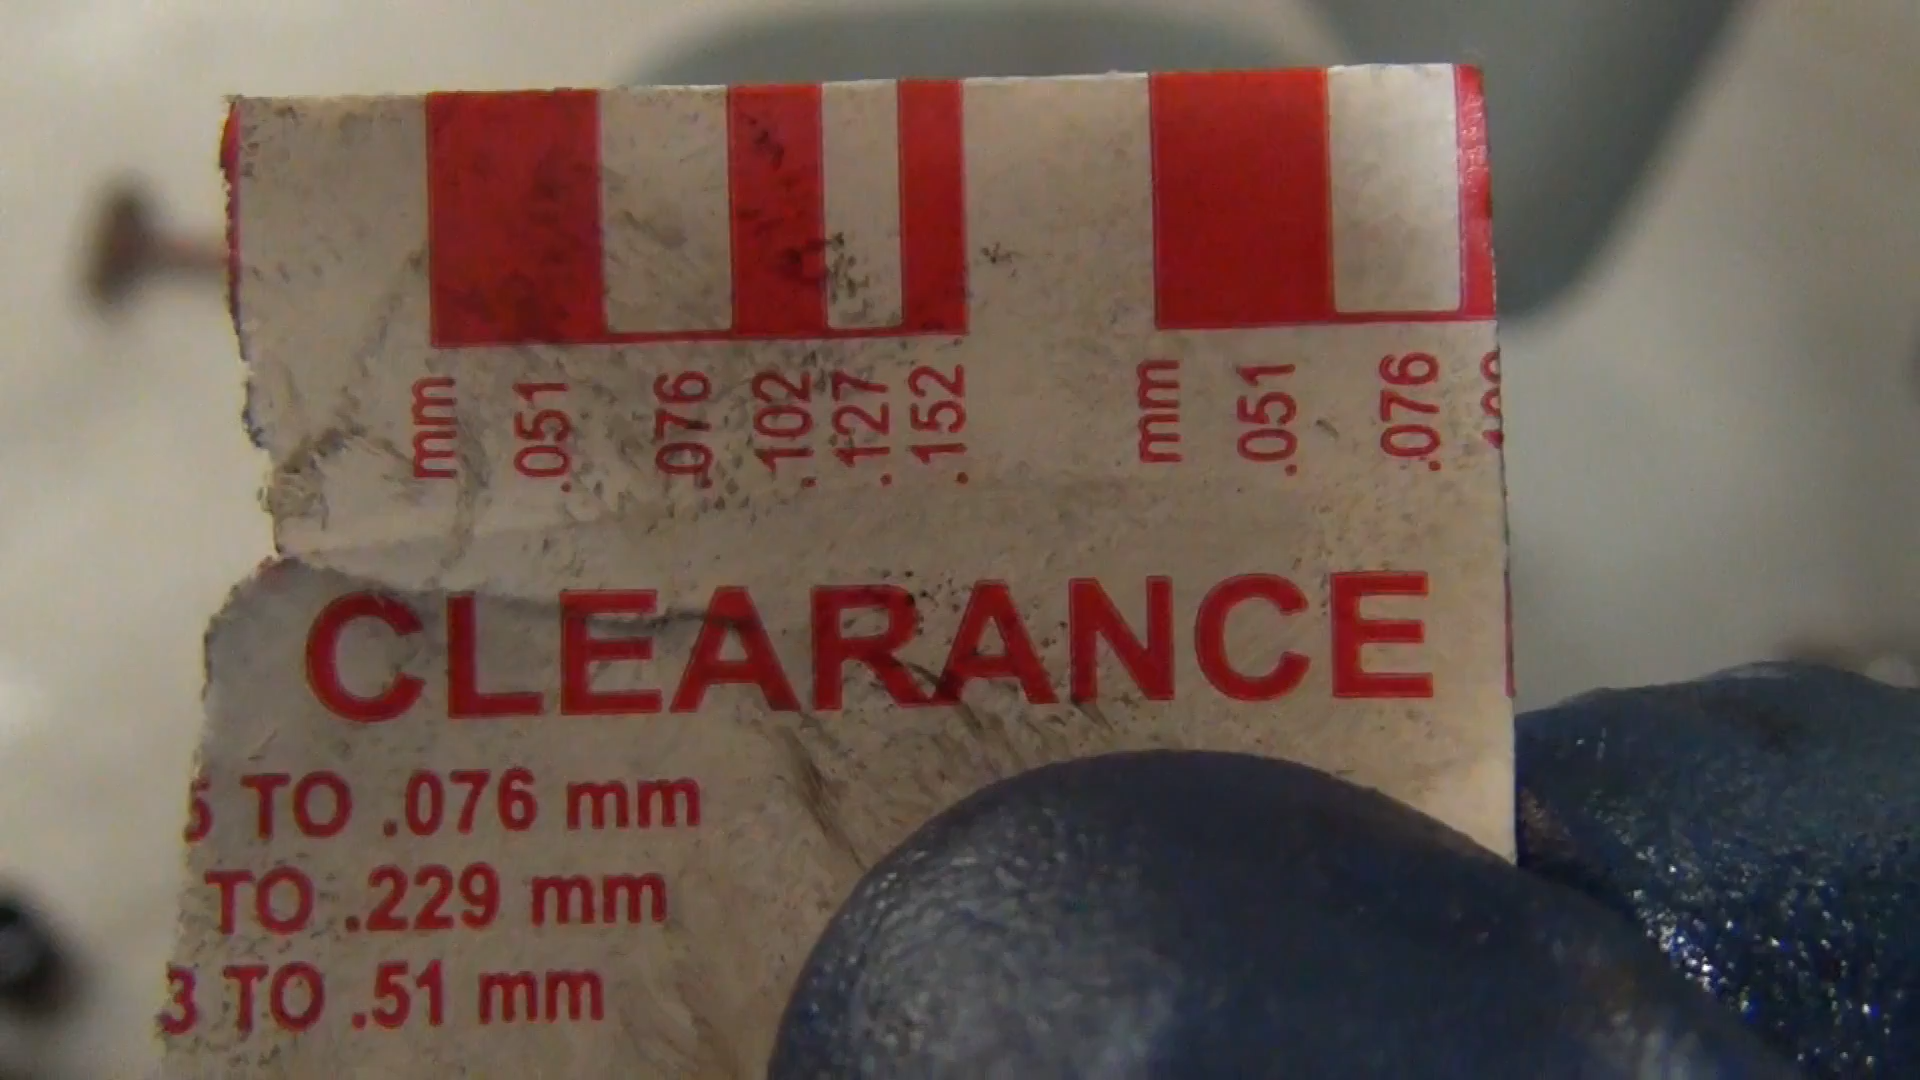 mm .051 .076 .102 .127 .152 mm .051 .076
CLEARANCE
TO .076 mm
TO .229 mm
3 TO .51 mm